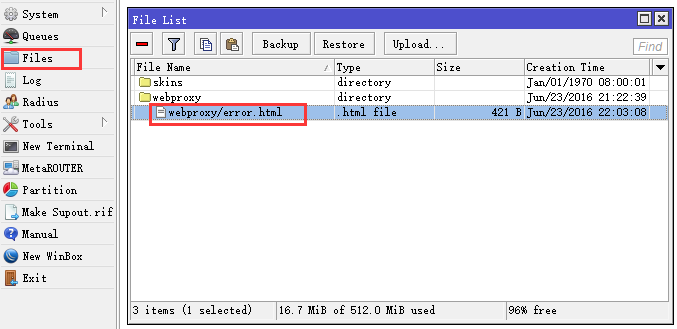 System
Queues
Files
Log
Radius
Tools
New Terminal
MetaROUTER
Partition
Make Supout.rif
Manual
New WinBox
Exit
File List
Backup Restore Upload... Find
File Name Type Size Creation Time
skins directory Jan/01/1970 08:00:01
webproxy directory Jun/23/2016 21:22:39
webproxy/error.html .html file 421 B Jun/23/2016 22:03:08
3 items (1 selected) 16.7 MiB of 512.0 MiB used 96% free